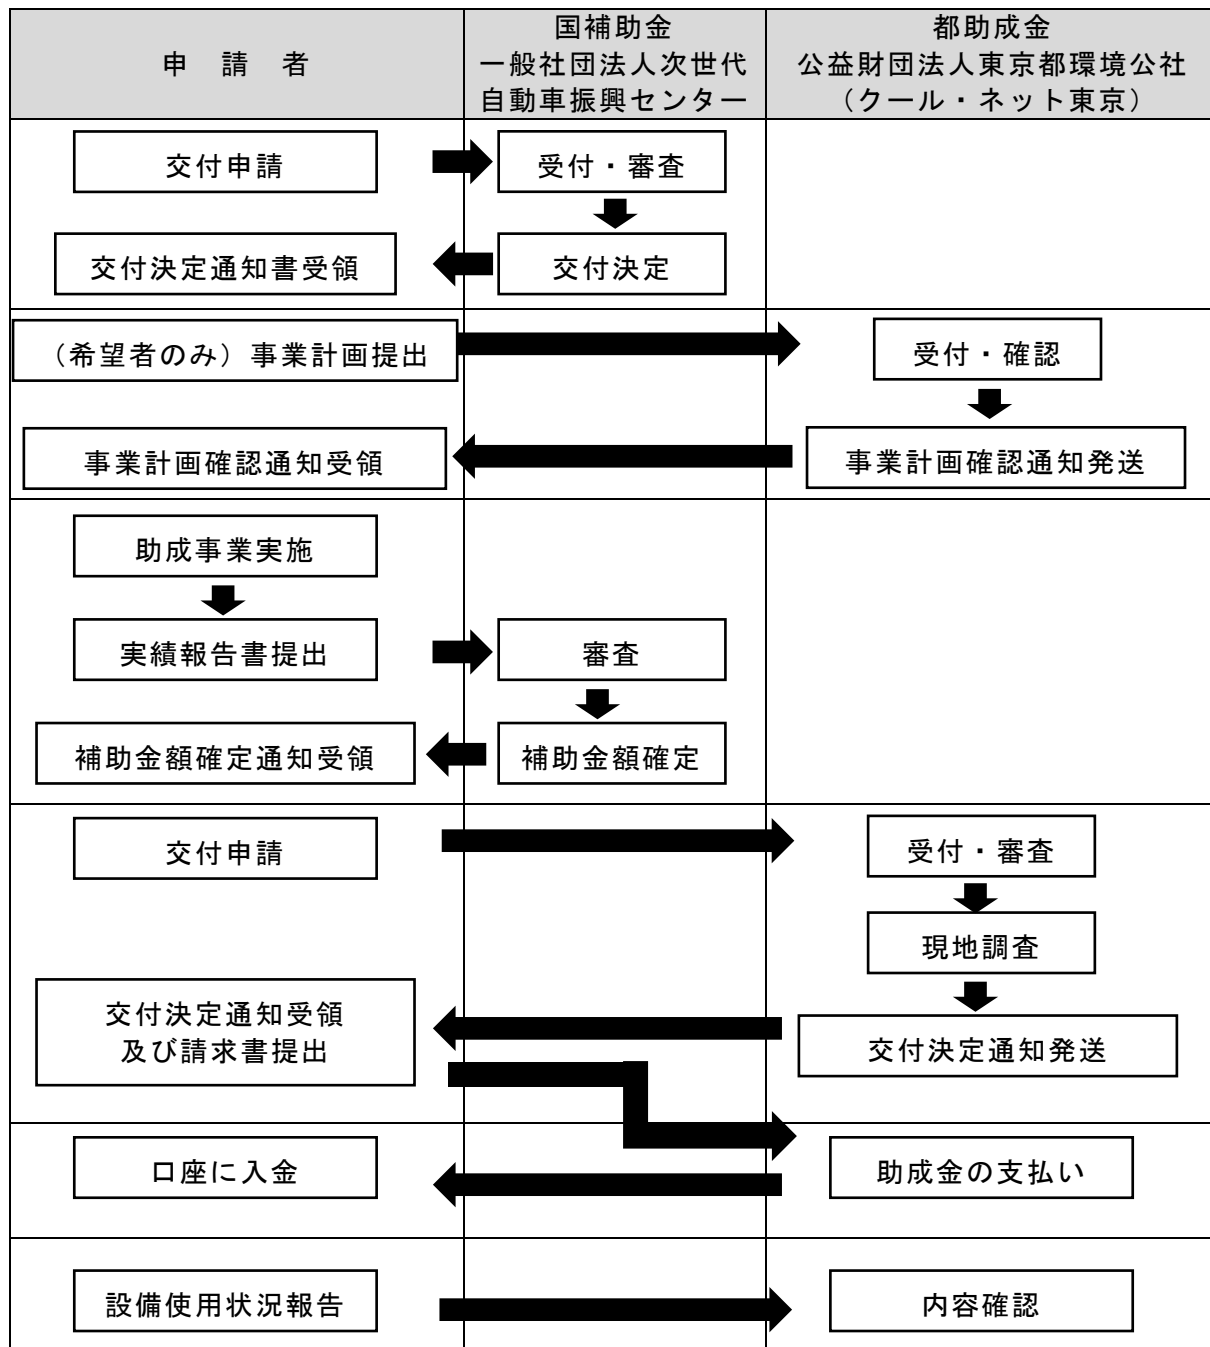 申　請　者
国補助金
一般社団法人次世代
自動車振興センター
都助成金
公益財団法人東京都環境公社
（クール・ネット東京）
交付申請
受付・審査
交付決定通知書受領
交付決定
（希望者のみ）事業計画提出
受付・確認
事業計画確認通知受領
事業計画確認通知発送
助成事業実施
実績報告書提出
審査
補助金額確定通知受領
補助金額確定
交付申請
受付・審査
現地調査
交付決定通知受領
及び請求書提出
交付決定通知発送
口座に入金
助成金の支払い
設備使用状況報告
内容確認